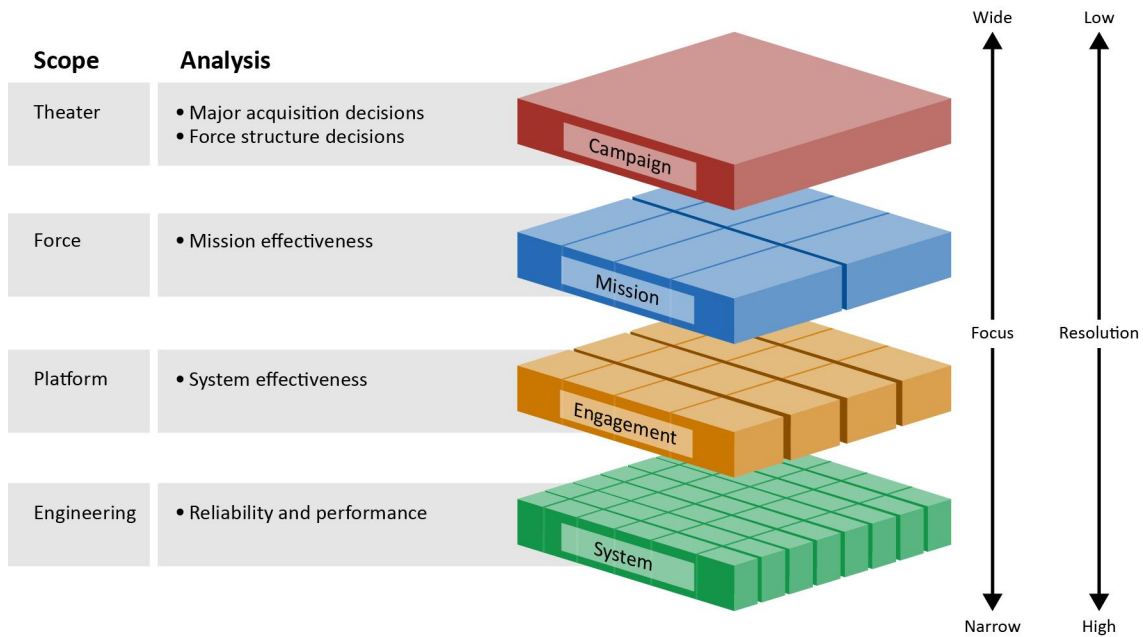 Wide
Low
Scope
Analysis
Theater
• Major acquisition decisions
• Force structure decisions
Campaign
Force
• Mission effectiveness
Mission
Focus
Resolution
Platform
• System effectiveness
Engagement
Engineering
• Reliability and performance
System
Narrow
High